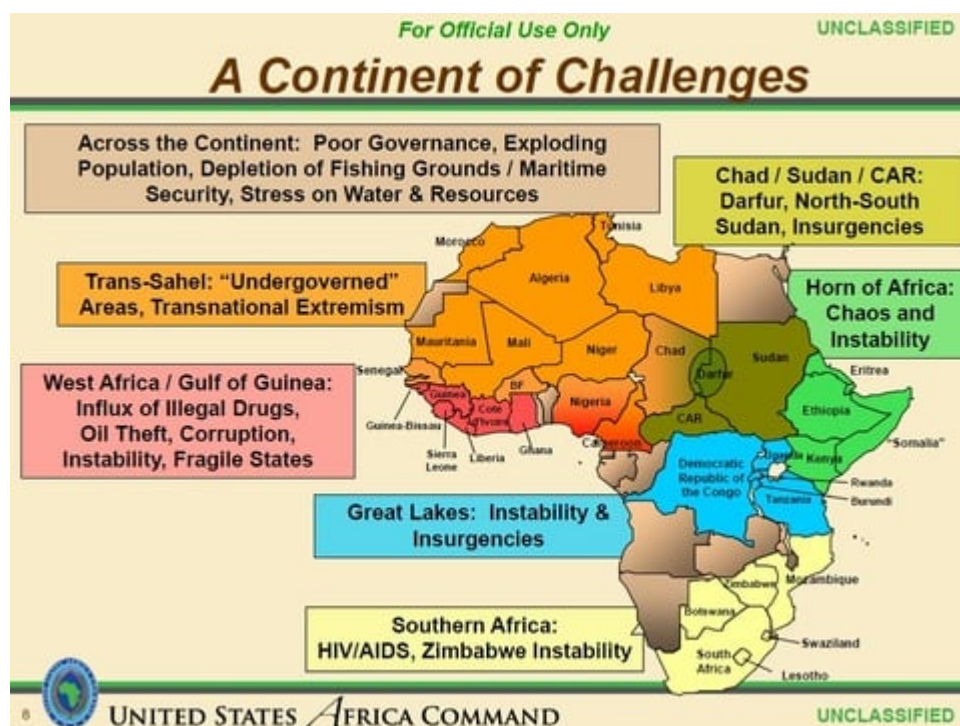 For Official Use Only
UNCLASSIFIED
A Continent of Challenges
Across the Continent: Poor Governance, Exploding
Population, Depletion of Fishing Grounds / Maritime
Security, Stress on Water & Resources
Chad / Sudan / CAR:
Darfur, North-South
Sudan, Insurgencies
Trans-Sahel: “Undergoverned”
Areas, Transnational Extremism
Horn of Africa:
Chaos and
Instability
West Africa / Gulf of Guinea:
Influx of Illegal Drugs,
Oil Theft, Corruption,
Instability, Fragile States
Great Lakes: Instability &
Insurgencies
Southern Africa:
HIV/AIDS, Zimbabwe Instability
Tunisia
Morocco
Algeria
Libya
Mauritania
Mali
Niger
Chad
Sudan
Darfur
Senegal
BF
Eritrea
Guinea
Cote
d'Ivoire
Nigeria
CAR
Ethiopia
Guinea-Bissau
Ghana
Cameroon
“Somalia”
Sierra
Leone
Liberia
Democratic
Republic of
the Congo
Uganda
Kenya
Rwanda
Burundi
Tanzania
Zimbabwe
Mozambique
Botswana
South
Africa
Swaziland
Lesotho
8
UNITED STATES AFRICA COMMAND
UNCLASSIFIED